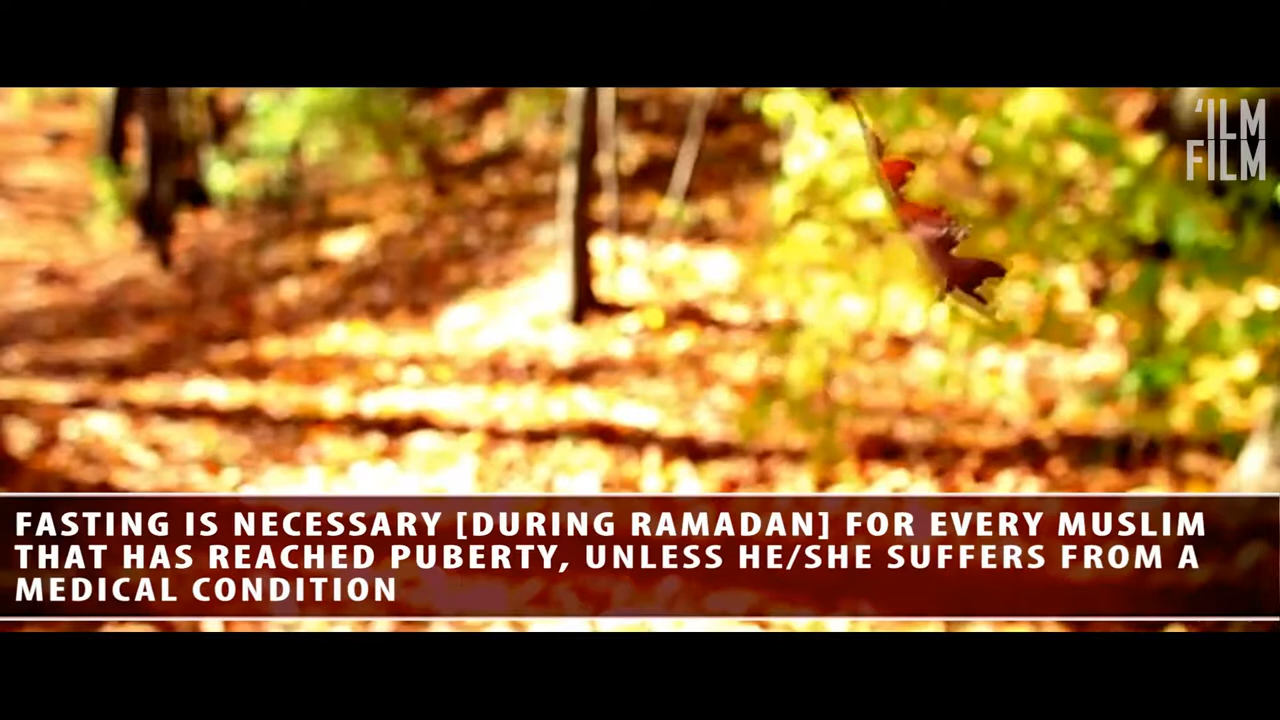 ‘ILM
FILM
FASTING IS NECESSARY [DURING RAMADAN] FOR EVERY MUSLIM
THAT HAS REACHED PUBERTY, UNLESS HE/SHE SUFFERS FROM A
MEDICAL CONDITION